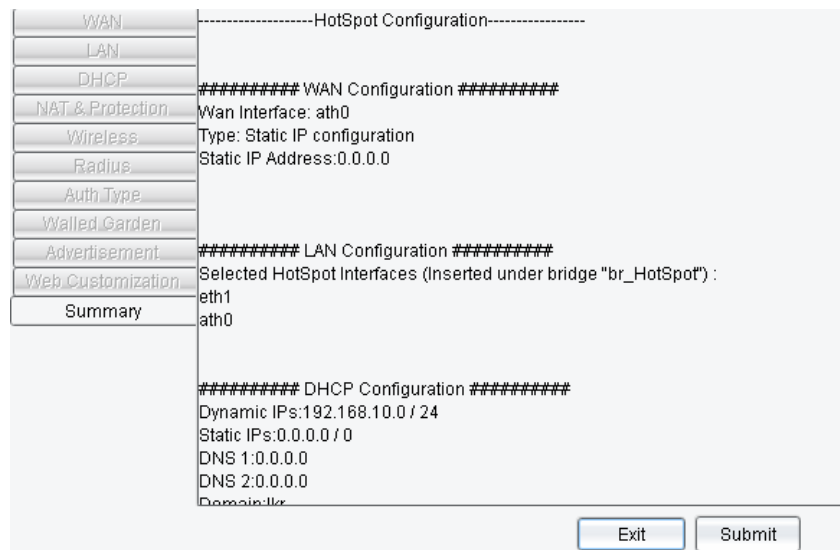 WAN
LAN
DHCP
NAT & Protection
Wireless
Radius
Auth Type
Walled Garden
Advertisement
Web Customization
Summary
-------------------HotSpot Configuration----------------
########## WAN Configuration ##########
Wan Interface: ath0
Type: Static IP configuration
Static IP Address:0.0.0.0
########## LAN Configuration ##########
Selected HotSpot Interfaces (Inserted under bridge "br_HotSpot") :
eth1
ath0
########## DHCP Configuration ##########
Dynamic IPs:192.168.10.0 / 24
Static IPs:0.0.0.0 / 0
DNS 1:0.0.0.0
DNS 2:0.0.0.0
Domain:lkr
Exit
Submit